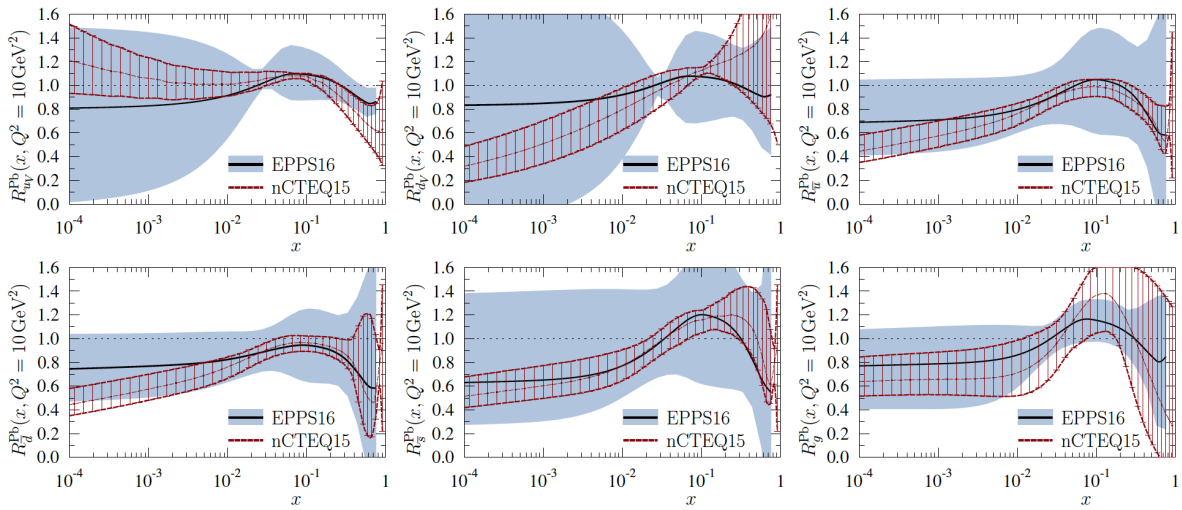 R^Pb_{u_V}(x, Q² = 10 GeV²)
1.6
1.4
1.2
1.0
0.8
0.6
0.4
0.2
0.0
EPPS16
nCTEQ15
10⁻⁴ 10⁻³ 10⁻² 10⁻¹ 1
x
R^Pb_{d_V}(x, Q² = 10 GeV²)
1.6
1.4
1.2
1.0
0.8
0.6
0.4
0.2
0.0
EPPS16
nCTEQ15
10⁻⁴ 10⁻³ 10⁻² 10⁻¹ 1
x
R^Pb_{u̅}(x, Q² = 10 GeV²)
1.6
1.4
1.2
1.0
0.8
0.6
0.4
0.2
0.0
EPPS16
nCTEQ15
10⁻⁴ 10⁻³ 10⁻² 10⁻¹ 1
x
R^Pb_{d̅}(x, Q² = 10 GeV²)
1.6
1.4
1.2
1.0
0.8
0.6
0.4
0.2
0.0
EPPS16
nCTEQ15
10⁻⁴ 10⁻³ 10⁻² 10⁻¹ 1
x
R^Pb_{s̅}(x, Q² = 10 GeV²)
1.6
1.4
1.2
1.0
0.8
0.6
0.4
0.2
0.0
EPPS16
nCTEQ15
10⁻⁴ 10⁻³ 10⁻² 10⁻¹ 1
x
R^Pb_g(x, Q² = 10 GeV²)
1.6
1.4
1.2
1.0
0.8
0.6
0.4
0.2
0.0
EPPS16
nCTEQ15
10⁻⁴ 10⁻³ 10⁻² 10⁻¹ 1
x